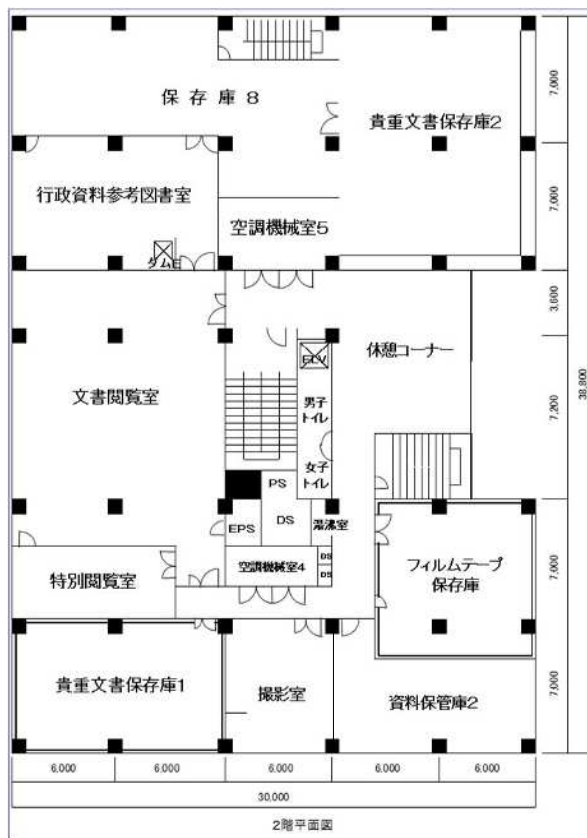 保存庫8
貴重文書保存庫2
行政資料参考図書室
空調機械室5
ダム日
休憩コーナー
ELV
文書閲覧室
男子
トイレ
女子
トイレ
PS
DS
EPS
湯沸室
空調機械室4
DS
DS
フィルムテープ
保存庫
特別閲覧室
貴重文書保存庫1
撮影室
資料保管庫2
7,000
7,000
3,600
7,200
7,000
7,000
38,800
6,000
6,000
6,000
6,000
6,000
30,000
2階平面図